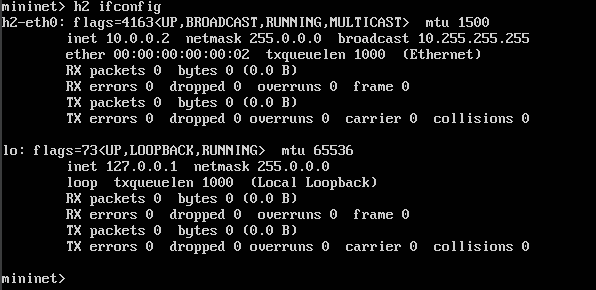 mininet> h2 ifconfig
h2-eth0: flags=4163<UP,BROADCAST,RUNNING,MULTICAST>  mtu 1500
        inet 10.0.0.2  netmask 255.0.0.0  broadcast 10.255.255.255
        ether 00:00:00:00:00:02  txqueuelen 1000  (Ethernet)
        RX packets 0  bytes 0 (0.0 B)
        RX errors 0  dropped 0  overruns 0  frame 0
        TX packets 0  bytes 0 (0.0 B)
        TX errors 0  dropped 0 overruns 0  carrier 0  collisions 0

lo: flags=73<UP,LOOPBACK,RUNNING>  mtu 65536
        inet 127.0.0.1  netmask 255.0.0.0
        loop  txqueuelen 1000  (Local Loopback)
        RX packets 0  bytes 0 (0.0 B)
        RX errors 0  dropped 0  overruns 0  frame 0
        TX packets 0  bytes 0 (0.0 B)
        TX errors 0  dropped 0 overruns 0  carrier 0  collisions 0

mininet>